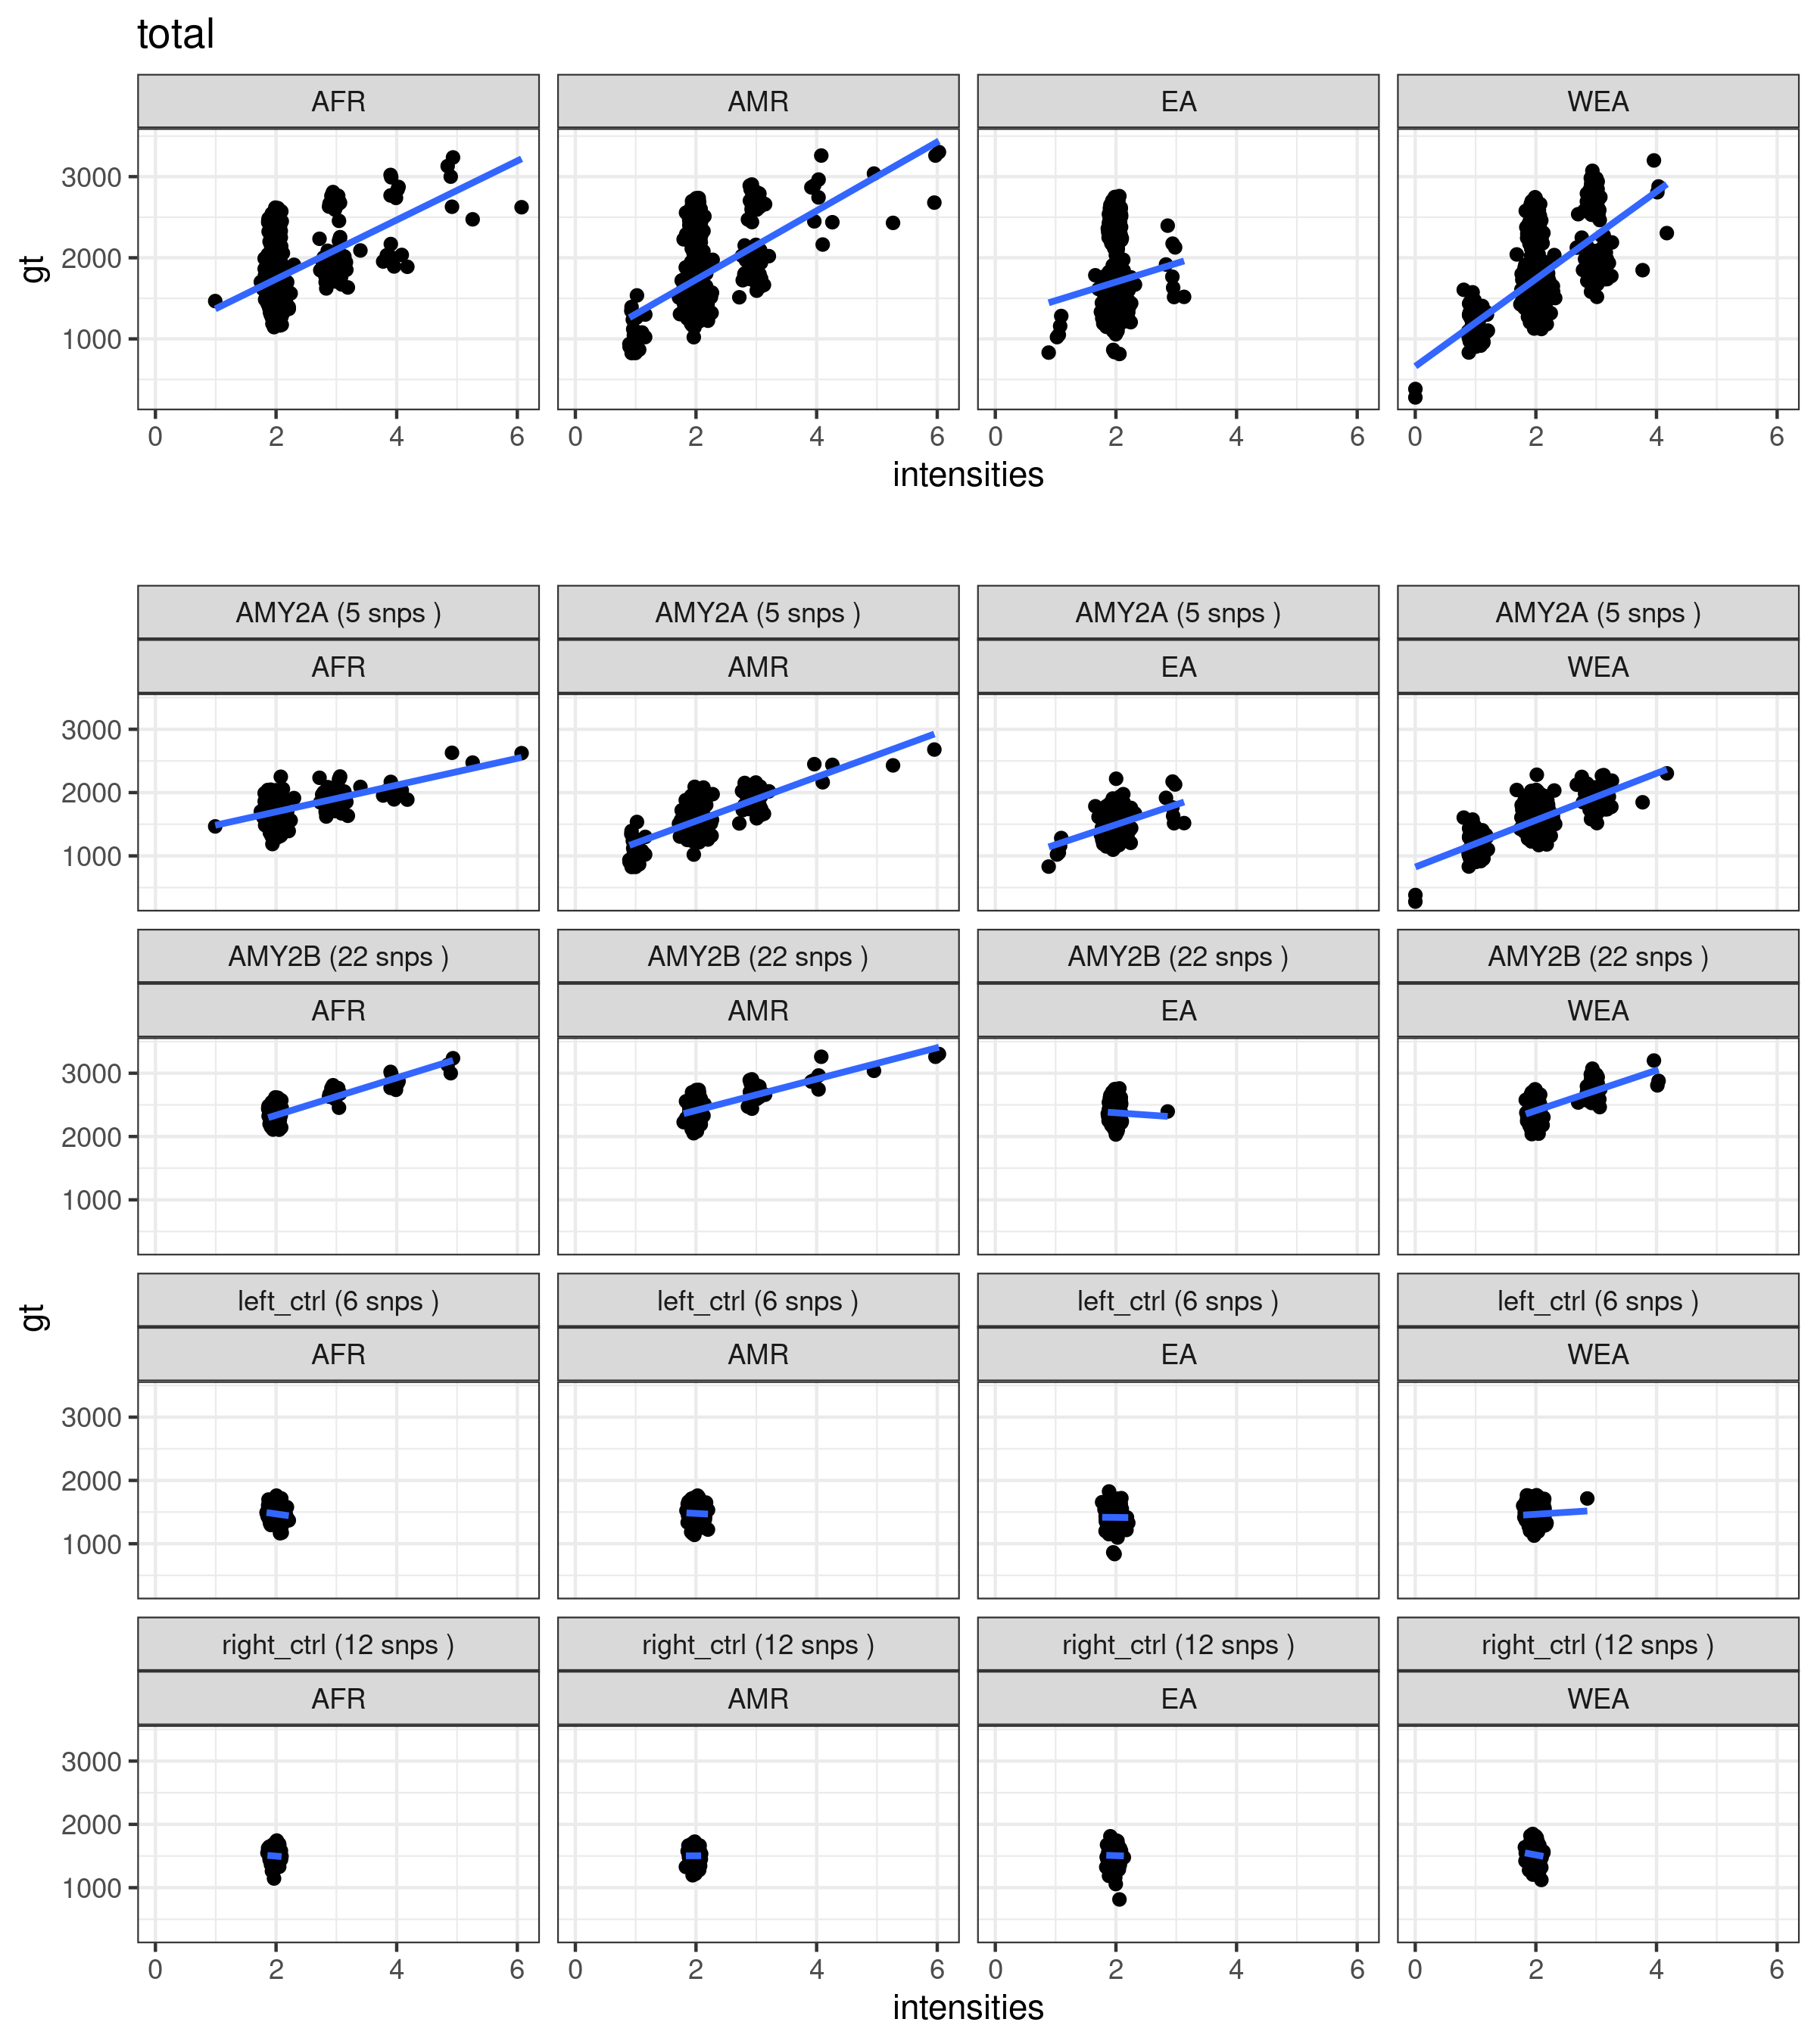 total
AFR AMR EA WEA
3000
2000
1000
gt
0 2 4 6 0 2 4 6 0 2 4 6 0 2 4 6
intensities
AMY2A (5 snps ) AMY2A (5 snps ) AMY2A (5 snps ) AMY2A (5 snps )
AFR AMR EA WEA
3000
2000
1000
AMY2B (22 snps ) AMY2B (22 snps ) AMY2B (22 snps ) AMY2B (22 snps )
AFR AMR EA WEA
3000
2000
1000
gt
left_ctrl (6 snps ) left_ctrl (6 snps ) left_ctrl (6 snps ) left_ctrl (6 snps )
AFR AMR EA WEA
3000
2000
1000
right_ctrl (12 snps ) right_ctrl (12 snps ) right_ctrl (12 snps ) right_ctrl (12 snps )
AFR AMR EA WEA
3000
2000
1000
0 2 4 6 0 2 4 6 0 2 4 6 0 2 4 6
intensities